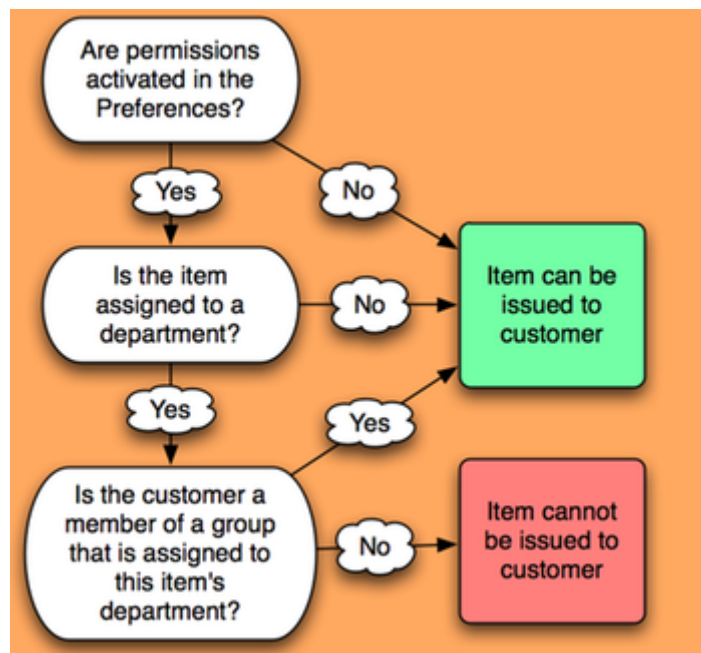 Are permissions
activated in the
Preferences?
Yes
No
Is the item
assigned to a
department?
No
Item can be
issued to
customer
Yes
Yes
Is the customer a
member of a group
that is assigned to
this item's
department?
No
Item cannot
be issued to
customer